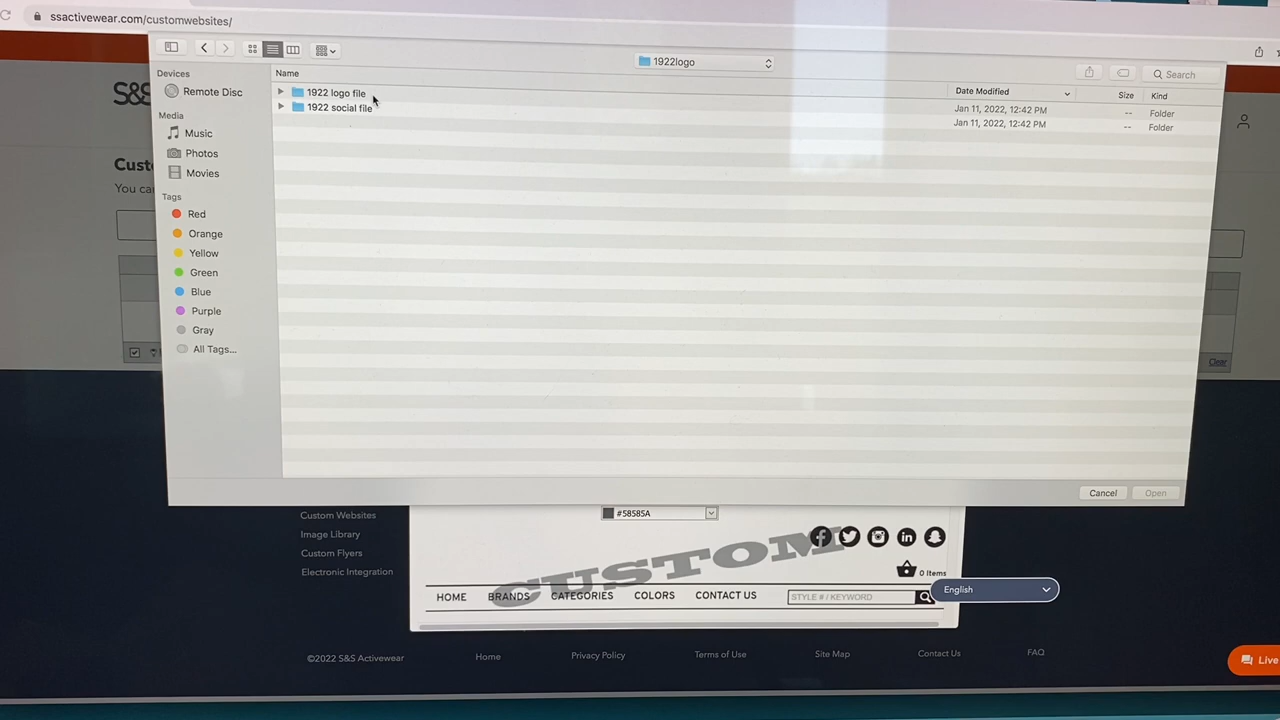 ssactivewear.com/customwebsites/
1922logo
Search
Devices
Remote Disc
Media
Music
Photos
Movies
Tags
Red
Orange
Yellow
Green
Blue
Purple
Gray
All Tags...
Name
Date Modified
Size
Kind
1922 logo file
Jan 11, 2022, 12:42 PM
--
Folder
1922 social file
Jan 11, 2022, 12:42 PM
--
Folder
S&S
You
Clear
Cancel
Open
Custom Websites
Image Library
Custom Flyers
Electronic Integration
#58585A
CUSTOM
0 Items
HOME
BRANDS
CATEGORIES
COLORS
CONTACT US
STYLE # / KEYWORD
English
©2022 S&S Activewear
Home
Privacy Policy
Terms of Use
Site Map
Contact Us
FAQ
Live